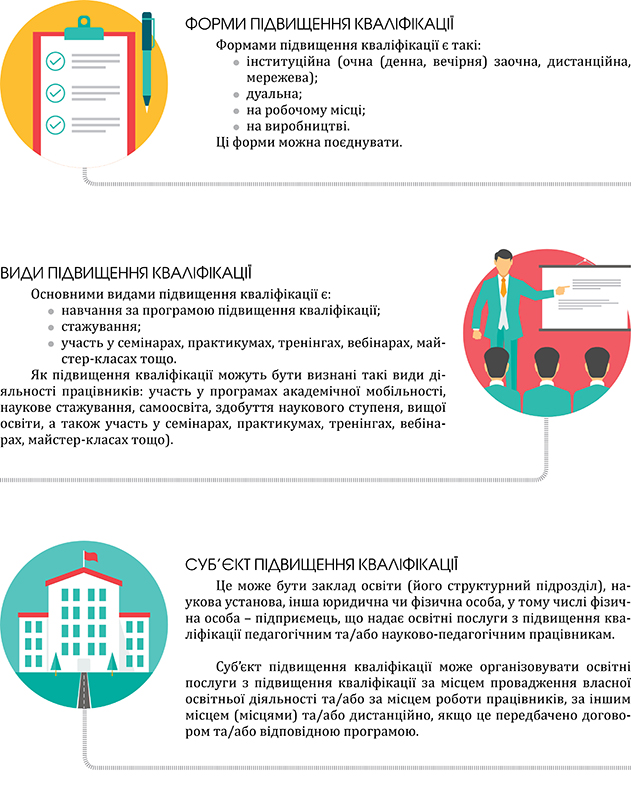 ФОРМИ ПІДВИЩЕННЯ КВАЛІФІКАЦІЇ
Формами підвищення кваліфікації є такі:
• інституційна (очна (денна, вечірня) заочна, дистанційна,
мережева);
• дуальна;
• на робочому місці;
• на виробництві.
Ці форми можна поєднувати.
ВИДИ ПІДВИЩЕННЯ КВАЛІФІКАЦІЇ
Основними видами підвищення кваліфікації є:
• навчання за програмою підвищення кваліфікації;
• стажування;
• участь у семінарах, практикумах, тренінгах, вебінарах, май-
стер-класах тощо.
Як підвищення кваліфікації можуть бути визнані такі види ді-
яльності працівників: участь у програмах академічної мобільності,
наукове стажування, самоосвіта, здобуття наукового ступеня, вищої
освіти, а також участь у семінарах, практикумах, тренінгах, вебіна-
рах, майстер-класах тощо).
СУБ’ЄКТ ПІДВИЩЕННЯ КВАЛІФІКАЦІЇ
Це може бути заклад освіти (його структурний підрозділ), на-
укова установа, інша юридична чи фізична особа, у тому числі фізич-
на особа – підприємець, що надає освітні послуги з підвищення ква-
ліфікації педагогічним та/або науково-педагогічним працівникам.
Суб’єкт підвищення кваліфікації може організовувати освітні
послуги з підвищення кваліфікації за місцем провадження власної
освітньої діяльності та/або за місцем роботи працівників, за іншим
місцем (місцями) та/або дистанційно, якщо це передбачено догово-
ром та/або відповідною програмою.